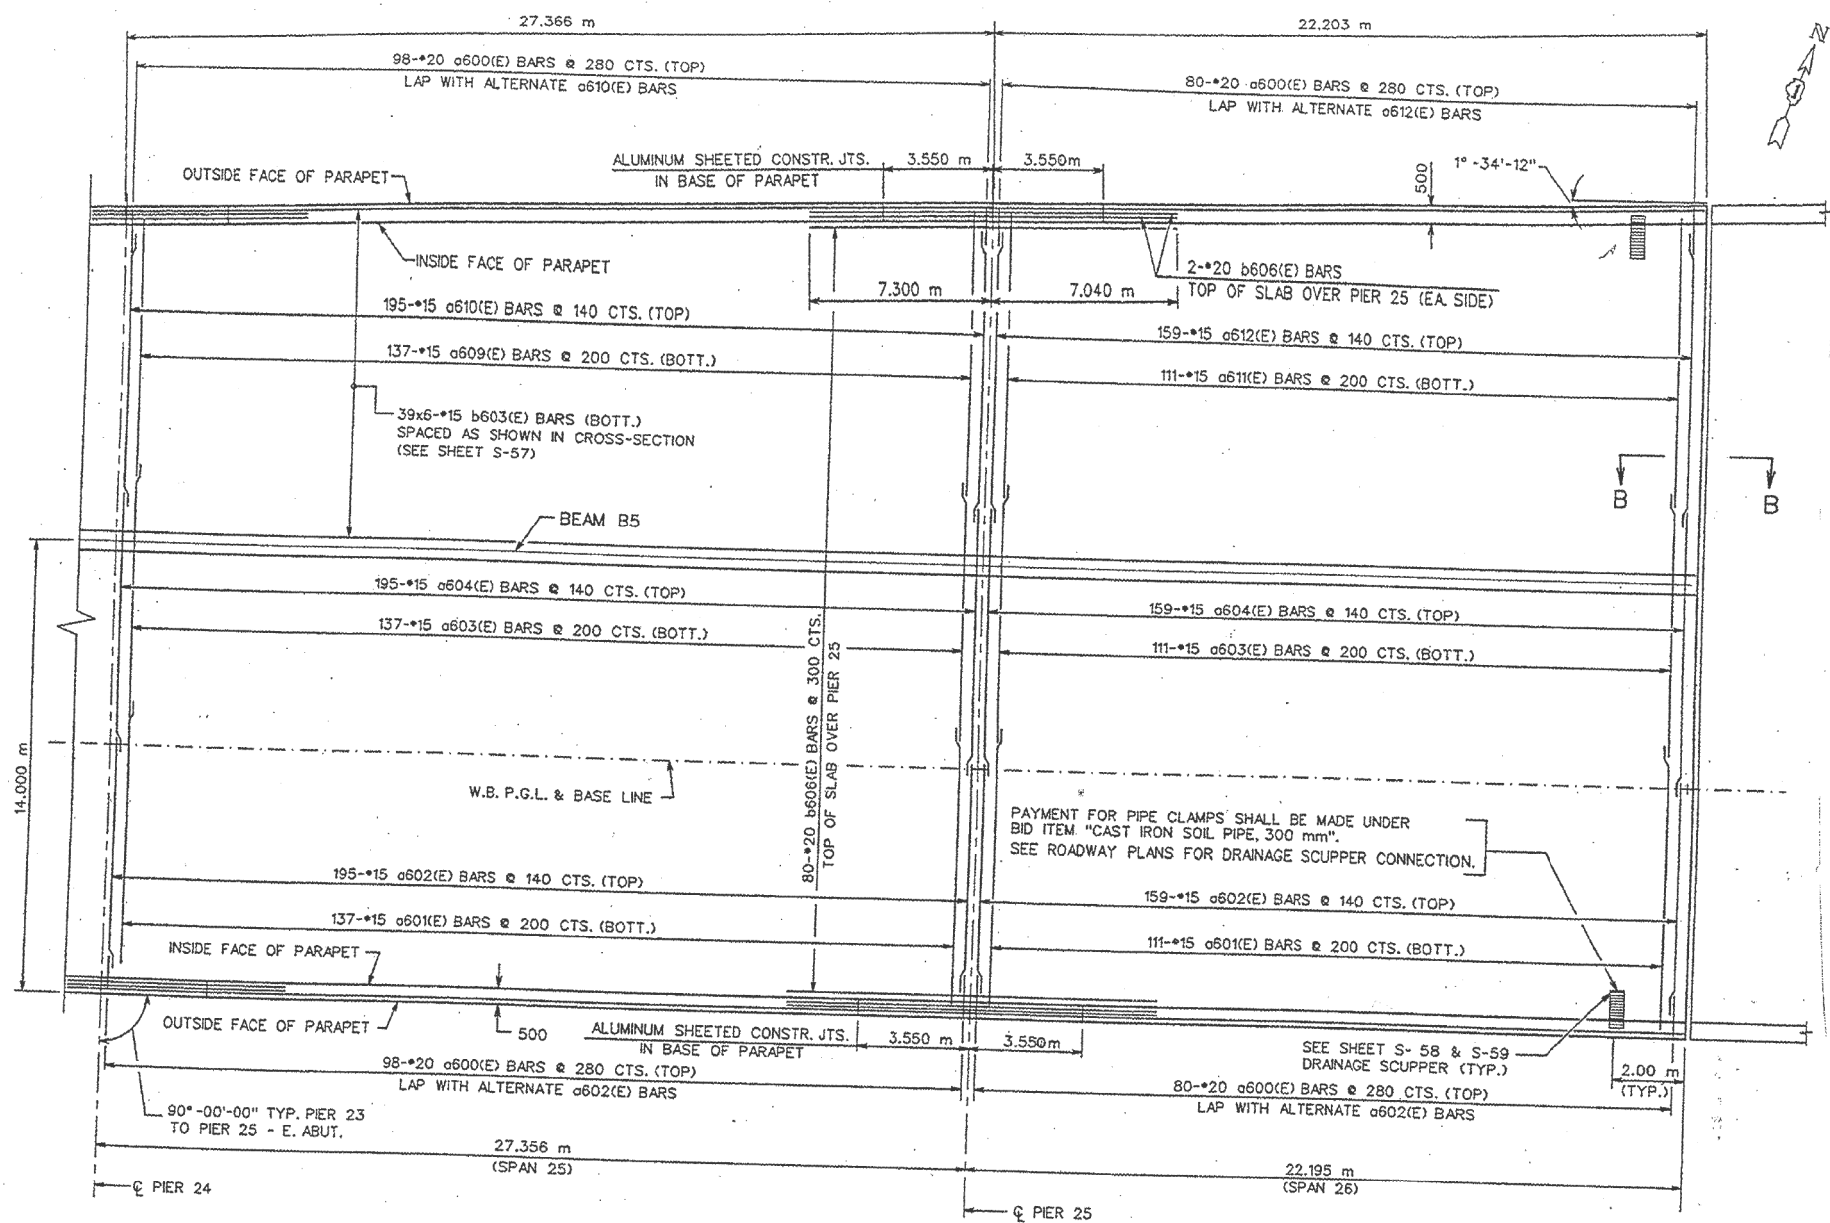 27.366 m
22,203 m
N
98-#20 a600(E) BARS @ 280 CTS. (TOP)
LAP WITH ALTERNATE a610(E) BARS
80-#20 a600(E) BARS @ 280 CTS. (TOP)
LAP WITH ALTERNATE a612(E) BARS
ALUMINUM SHEETED CONSTR. JTS.
IN BASE OF PARAPET
3.550 m
3.550m
500
1° -34'-12"
OUTSIDE FACE OF PARAPET
INSIDE FACE OF PARAPET
2-#20 b606(E) BARS
TOP OF SLAB OVER PIER 25 (EA. SIDE)
7.300 m
7.040 m
195-#15 a610(E) BARS @ 140 CTS. (TOP)
159-#15 a612(E) BARS @ 140 CTS. (TOP)
137-#15 a609(E) BARS @ 200 CTS. (BOTT.)
111-#15 a611(E) BARS @ 200 CTS. (BOTT.)
39x6-#15 b603(E) BARS (BOTT.)
SPACED AS SHOWN IN CROSS-SECTION
(SEE SHEET S-57)
B
B
BEAM B5
195-#15 a604(E) BARS @ 140 CTS. (TOP)
159-#15 a604(E) BARS @ 140 CTS. (TOP)
137-#15 a603(E) BARS @ 200 CTS. (BOTT.)
111-#15 a603(E) BARS @ 200 CTS. (BOTT.)
80-#20 b606(E) BARS @ 300 CTS.
TOP OF SLAB OVER PIER 25
14.000 m
W.B. P.G.L. & BASE LINE
PAYMENT FOR PIPE CLAMPS SHALL BE MADE UNDER
BID ITEM "CAST IRON SOIL PIPE, 300 mm".
SEE ROADWAY PLANS FOR DRAINAGE SCUPPER CONNECTION.
195-#15 a602(E) BARS @ 140 CTS. (TOP)
159-#15 a602(E) BARS @ 140 CTS. (TOP)
137-#15 a601(E) BARS @ 200 CTS. (BOTT.)
111-#15 a601(E) BARS @ 200 CTS. (BOTT.)
INSIDE FACE OF PARAPET
OUTSIDE FACE OF PARAPET
500
ALUMINUM SHEETED CONSTR. JTS.
IN BASE OF PARAPET
3.550 m
3.550m
SEE SHEET S- 58 & S-59
DRAINAGE SCUPPER (TYP.)
2.00 m
(TYP.)
98-#20 a600(E) BARS @ 280 CTS. (TOP)
LAP WITH ALTERNATE a602(E) BARS
80-#20 a600(E) BARS @ 280 CTS. (TOP)
LAP WITH ALTERNATE a602(E) BARS
90° -00'-00" TYP. PIER 23
TO PIER 25 - E. ABUT.
27.356 m
(SPAN 25)
22.195 m
(SPAN 26)
℄ PIER 24
℄ PIER 25